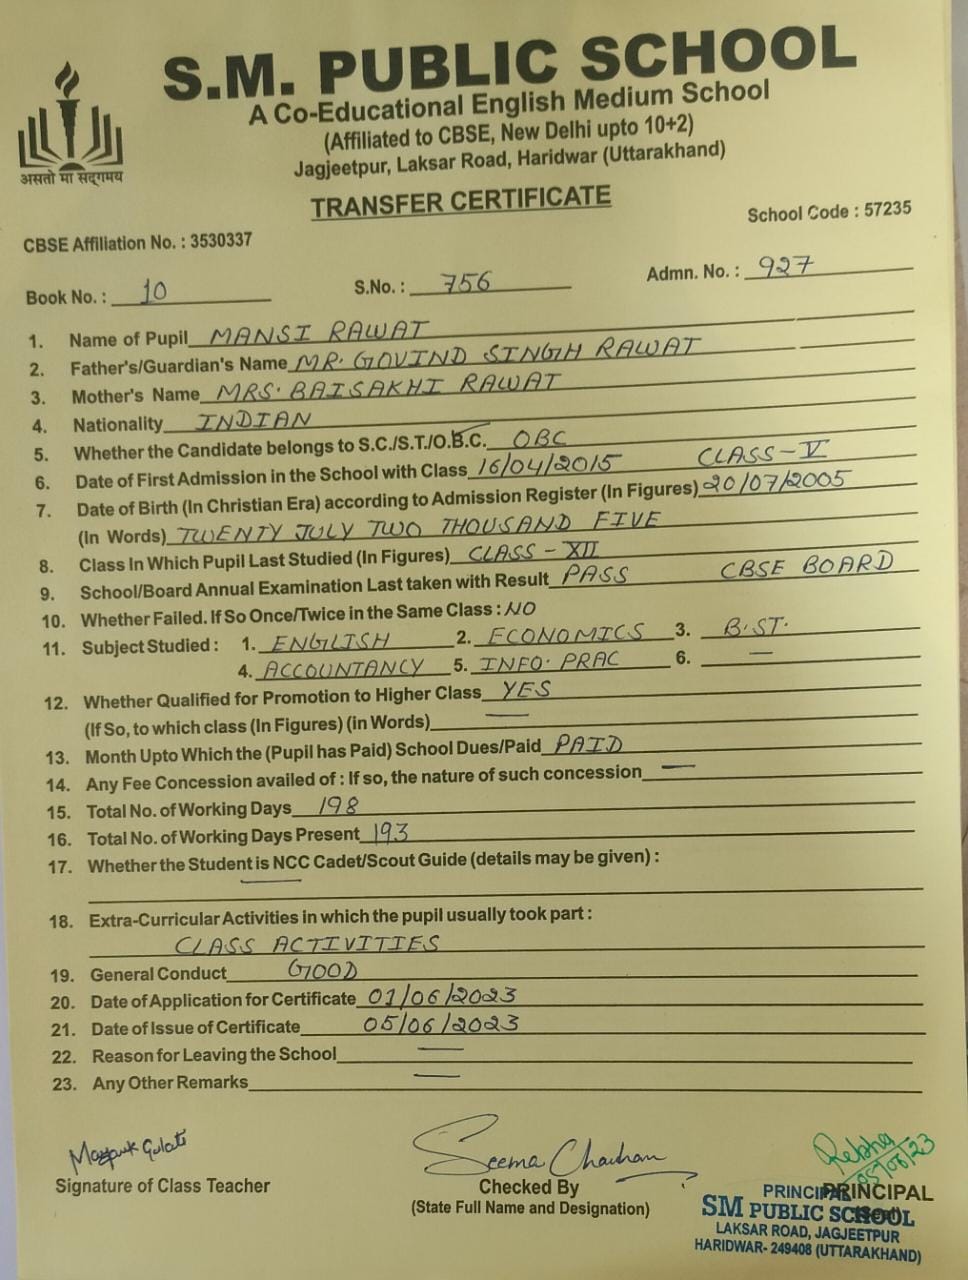 S.M. PUBLIC SCHOOL
A Co-Educational English Medium School
(Affiliated to CBSE, New Delhi upto 10+2)
Jagjeetpur, Laksar Road, Haridwar (Uttarakhand)
असतो मा सद्गमय
TRANSFER CERTIFICATE
CBSE Affiliation No. : 3530337 School Code : 57235
Book No. : 10 S.No. : 756 Admn. No. : 927
1. Name of Pupil MANSI RAWAT
2. Father's/Guardian's Name MR. GOVIND SINGH RAWAT
3. Mother's Name MRS. BAISAKHI RAWAT
4. Nationality INDIAN
5. Whether the Candidate belongs to S.C./S.T./O.B.C. OBC
6. Date of First Admission in the School with Class 16/04/2015 CLASS-V
7. Date of Birth (In Christian Era) according to Admission Register (In Figures) 20/07/2005
(In Words) TWENTY JULY TWO THOUSAND FIVE
8. Class In Which Pupil Last Studied (In Figures) CLASS-XII
9. School/Board Annual Examination Last taken with Result PASS CBSE BOARD
10. Whether Failed. If So Once/Twice in the Same Class : NO
11. Subject Studied : 1. ENGLISH 2. ECONOMICS 3. B.ST.
4. ACCOUNTANCY 5. INFO. PRAC 6. —
12. Whether Qualified for Promotion to Higher Class YES
(If So, to which class (In Figures) (in Words) —
13. Month Upto Which the (Pupil has Paid) School Dues/Paid PAID
14. Any Fee Concession availed of : If so, the nature of such concession —
15. Total No. of Working Days 198
16. Total No. of Working Days Present 193
17. Whether the Student is NCC Cadet/Scout Guide (details may be given) :
—
18. Extra-Curricular Activities in which the pupil usually took part :
CLASS ACTIVITIES
19. General Conduct GOOD
20. Date of Application for Certificate 01/06/2023
21. Date of Issue of Certificate 05/06/2023
22. Reason for Leaving the School —
23. Any Other Remarks —
Mayank Gulati Seema Chauhan 05/06/23
Signature of Class Teacher Checked By PRINCIPAL
(State Full Name and Designation)
PRINCIPAL
SM PUBLIC SCHOOL
LAKSAR ROAD, JAGJEETPUR
HARIDWAR- 249408 (UTTARAKHAND)